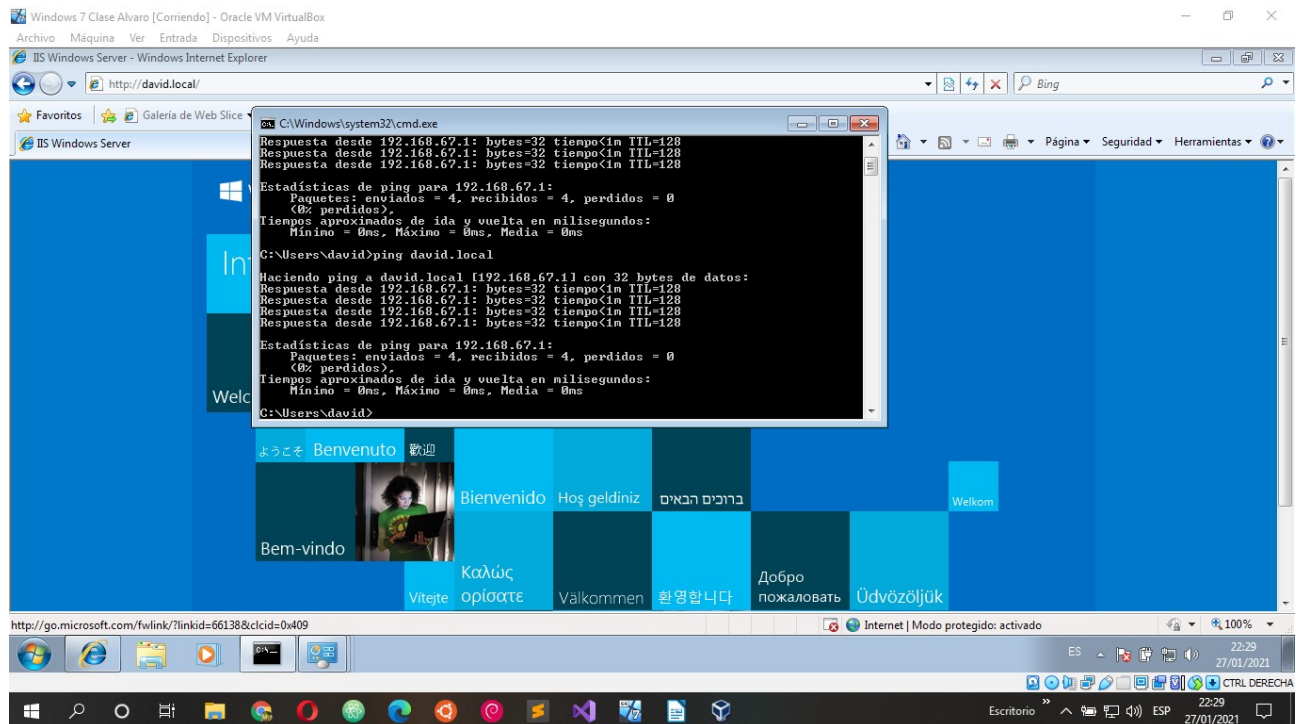 Windows 7 Clase Alvaro [Corriendo] - Oracle VM VirtualBox
Archivo Máquina Ver Entrada Dispositivos Ayuda
IIS Windows Server - Windows Internet Explorer
http://david.local/
Bing
Favoritos Galería de Web Slice
IIS Windows Server
Página Seguridad Herramientas
C:\Windows\system32\cmd.exe
Respuesta desde 192.168.67.1: bytes=32 tiempo<1m TTL=128
Respuesta desde 192.168.67.1: bytes=32 tiempo<1m TTL=128
Respuesta desde 192.168.67.1: bytes=32 tiempo<1m TTL=128
Estadísticas de ping para 192.168.67.1:
Paquetes: enviados = 4, recibidos = 4, perdidos = 0
(0% perdidos),
Tiempos aproximados de ida y vuelta en milisegundos:
Mínimo = 0ms, Máximo = 0ms, Media = 0ms
C:\Users\david>ping david.local
Haciendo ping a david.local [192.168.67.1] con 32 bytes de datos:
Respuesta desde 192.168.67.1: bytes=32 tiempo<1m TTL=128
Respuesta desde 192.168.67.1: bytes=32 tiempo<1m TTL=128
Respuesta desde 192.168.67.1: bytes=32 tiempo<1m TTL=128
Respuesta desde 192.168.67.1: bytes=32 tiempo<1m TTL=128
Estadísticas de ping para 192.168.67.1:
Paquetes: enviados = 4, recibidos = 4, perdidos = 0
(0% perdidos),
Tiempos aproximados de ida y vuelta en milisegundos:
Mínimo = 0ms, Máximo = 0ms, Media = 0ms
C:\Users\david>
In
Welc
ようこそ Benvenuto 歡迎
Bienvenido Hoş geldiniz ברוכים הבאים Welkom
Bem-vindo
Vítejte Καλώς
ορίσατε Välkommen 환영합니다 Добро
пожаловать Üdvözöljük
http://go.microsoft.com/fwlink/?linkid=66138&clcid=0x409
Internet | Modo protegido: activado
100%
ES 22:29
27/01/2021
CTRL DERECHA
Escritorio ESP 22:29
27/01/2021